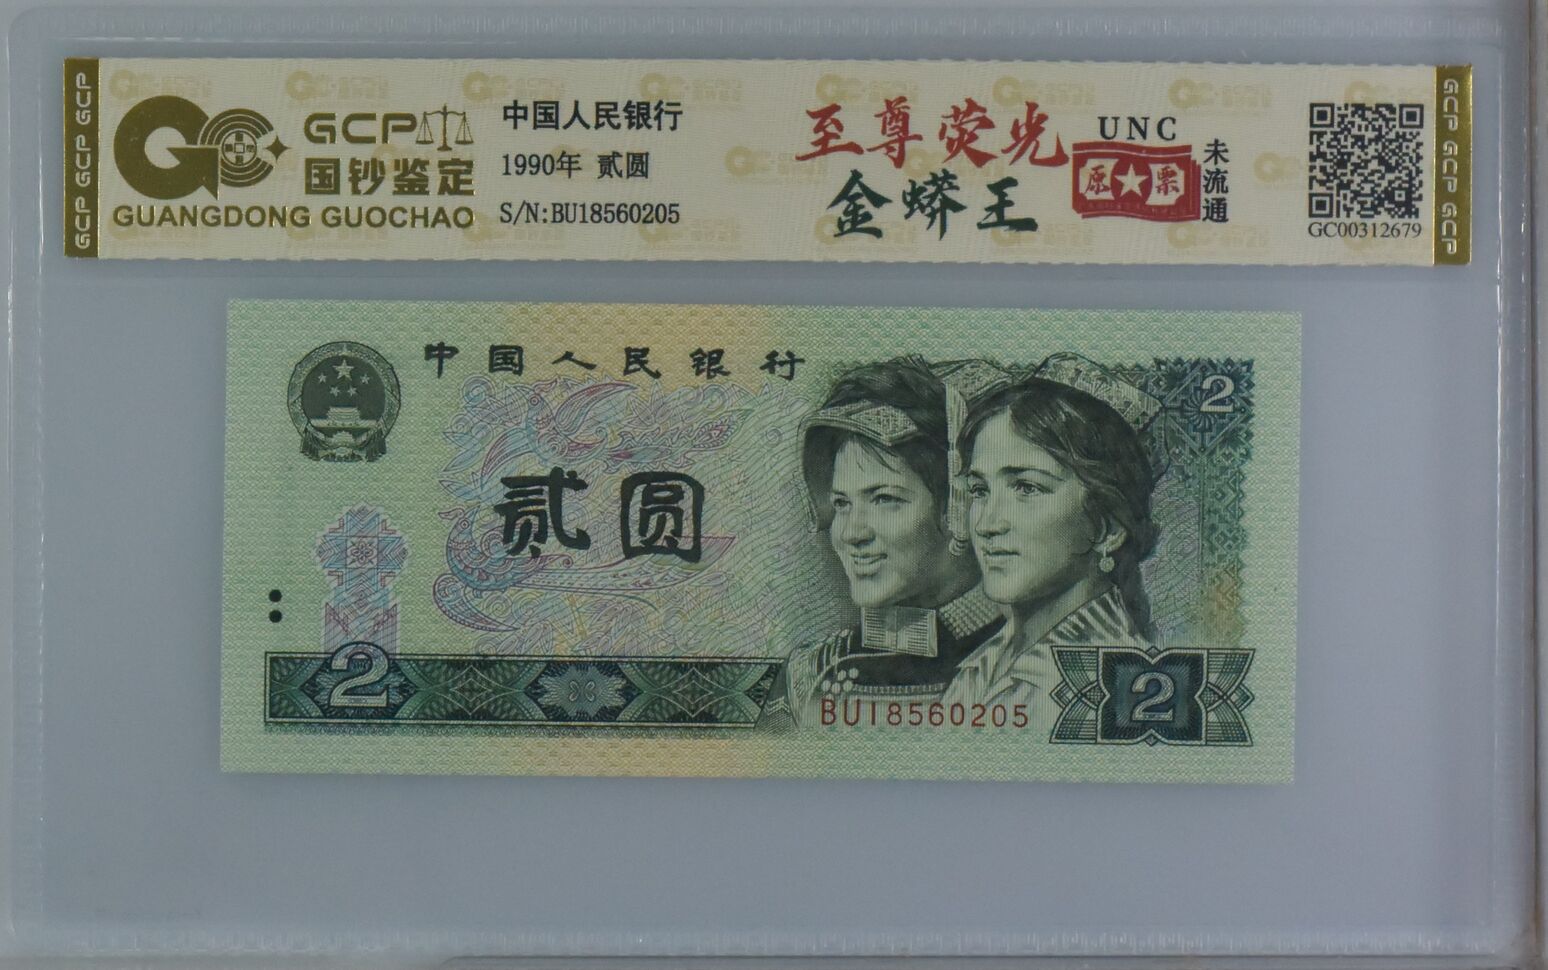 GCP GCP GCP
GCP
国钞鉴定
GUANGDONG GUOCHAO
中国人民银行
1990年 贰圆
S/N:BU18560205
至尊荧光
金蟒王
UNC
原★票
未流通
GC00312679
GCP GCP GCP
中国人民银行
2
贰圆
2
BU18560205
2